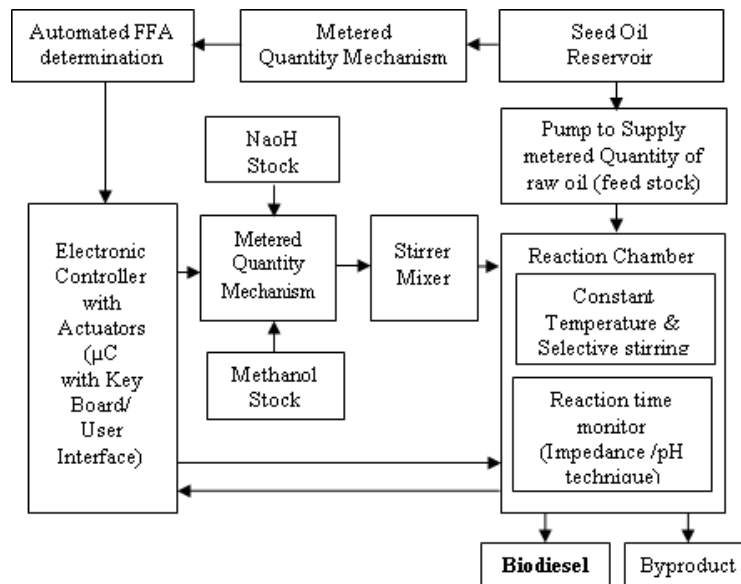 Automated FFA
determination
Metered
Quantity Mechanism
Seed Oil
Reservoir
Pump to Supply
metered Quantity of
raw oil (feed stock)
NaoH
Stock
Electronic
Controller
with
Actuators
(μC
with Key
Board/
User
Interface)
Metered
Quantity
Mechanism
Stirrer
Mixer
Methanol
Stock
Reaction Chamber
Constant
Temperature &
Selective stirring
Reaction time
monitor
(Impedance /pH
technique)
Biodiesel
Byproduct